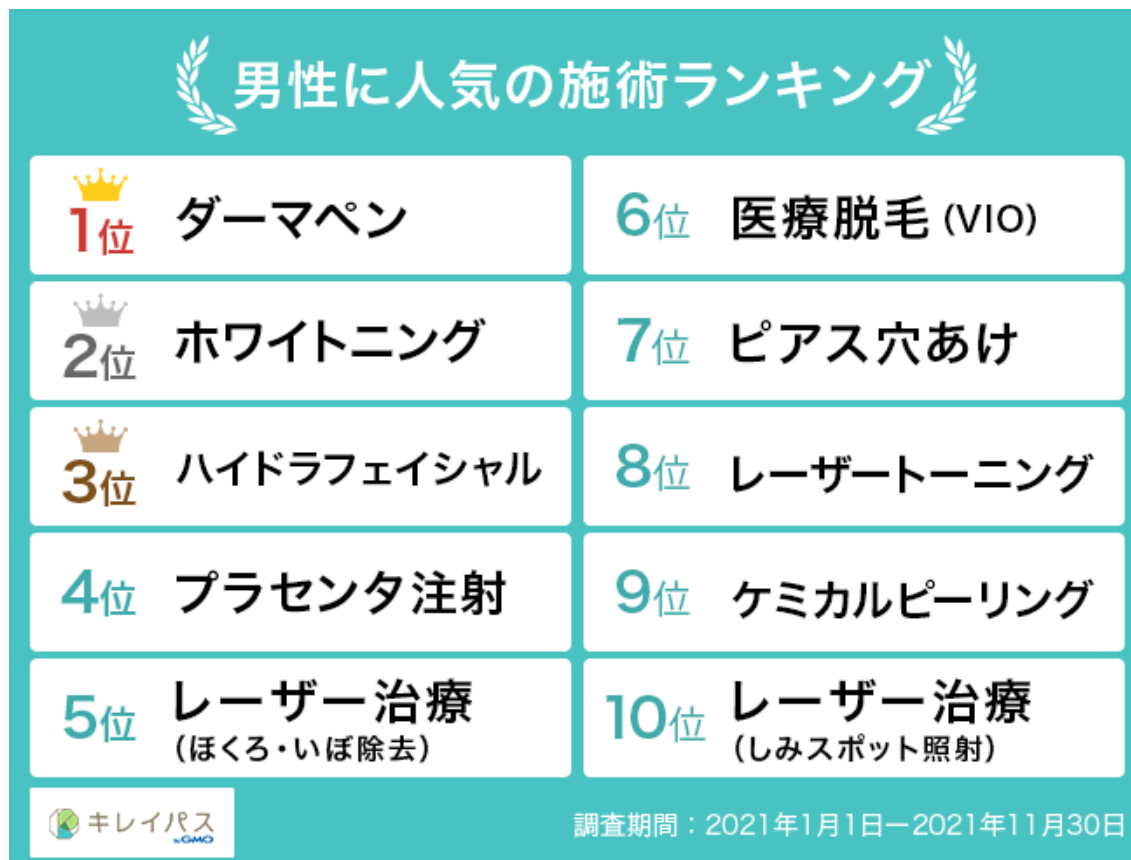 男性に人気の施術ランキング
1位 ダーマペン
2位 ホワイトニング
3位 ハイドラフェイシャル
4位 プラセンタ注射
5位 レーザー治療
(ほくろ・いぼ除去)
6位 医療脱毛(VIO)
7位 ピアス穴あけ
8位 レーザートーニング
9位 ケミカルピーリング
10位 レーザー治療
(しみスポット照射)
キレイパス
byGMO
調査期間:2021年1月1日ー2021年11月30日